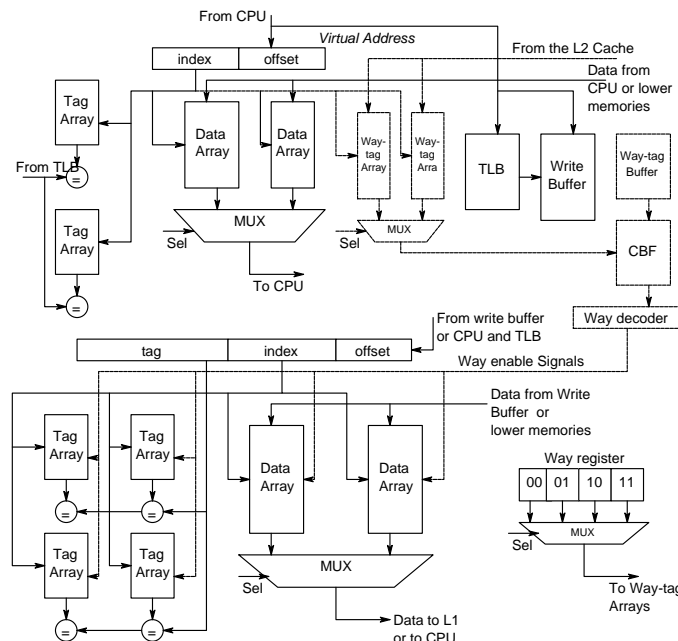 From CPU
Virtual Address
index
offset
From the L2 Cache
Data from
CPU or lower
memories
Tag
Array
Data
Array
Data
Array
Way-
tag
Array
Way-
tag
Arra
TLB
Write
Buffer
Way-tag
Buffer
From TLB
=
Tag
Array
MUX
Sel
MUX
Sel
CBF
=
To CPU
From write buffer
or CPU and TLB
Way decoder
tag
index
offset
Way enable Signals
Data from Write
Buffer or
lower memories
Tag
Array
Tag
Array
Data
Array
Data
Array
Way register
00
01
10
11
=
=
MUX
Sel
Tag
Array
Tag
Array
MUX
Sel
To Way-tag
Arrays
=
=
Data to L1
or to CPU